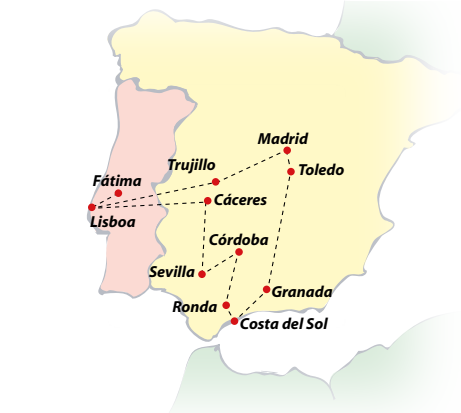 Madrid
Trujillo
Toledo
Fátima
Cáceres
Lisboa
Córdoba
Sevilla
Granada
Ronda
Costa del Sol